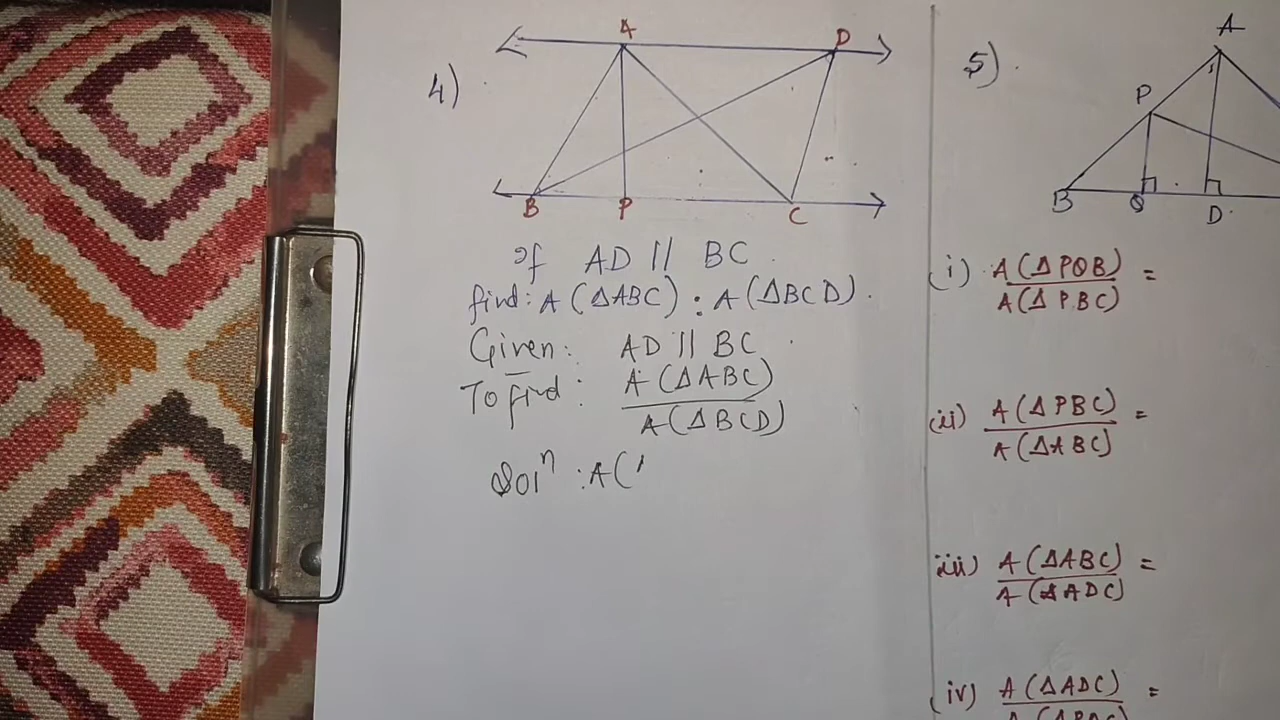 4)
A D
B P C
If AD // BC.
find: A(ΔABC) : A(ΔBCD).
Given: AD // BC.
To find: A(ΔABC)
A(ΔBCD)
Solⁿ : A(
5)
A
P
B Q D
(i) A(ΔPQB) =
A(ΔPBC)
(ii) A(ΔPBC) =
A(ΔABC)
iii) A(ΔABC) =
A(ΔADC)
(iv) A(ΔADC) =